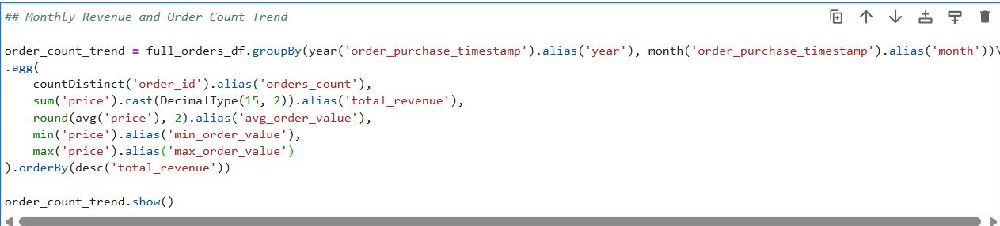 ## Monthly Revenue and Order Count Trend
order_count_trend = full_orders_df.groupBy(year('order_purchase_timestamp').alias('year'), month('order_purchase_timestamp').alias('month'))\
.agg(
    countDistinct('order_id').alias('orders_count'),
    sum('price').cast(DecimalType(15, 2)).alias('total_revenue'),
    round(avg('price'), 2).alias('avg_order_value'),
    min('price').alias('min_order_value'),
    max('price').alias('max_order_value')
).orderBy(desc('total_revenue'))
order_count_trend.show()